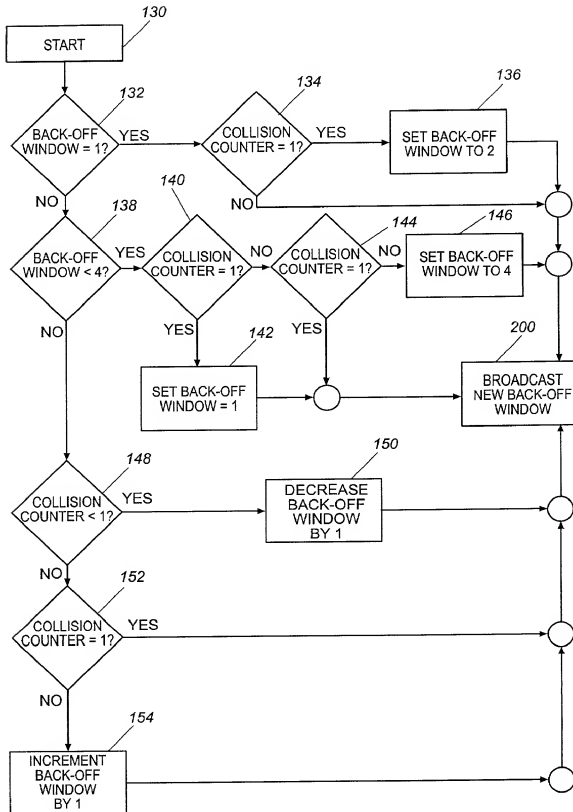 130
START
132
BACK-OFF
WINDOW = 1?
YES
NO
134
COLLISION
COUNTER = 1?
YES
NO
136
SET BACK-OFF
WINDOW TO 2
138
BACK-OFF
WINDOW < 4?
YES
NO
140
COLLISION
COUNTER = 1?
NO
YES
144
COLLISION
COUNTER = 1?
NO
YES
146
SET BACK-OFF
WINDOW TO 4
142
SET BACK-OFF
WINDOW = 1
200
BROADCAST
NEW BACK-OFF
WINDOW
148
COLLISION
COUNTER < 1?
YES
NO
150
DECREASE
BACK-OFF
WINDOW
BY 1
152
COLLISION
COUNTER = 1?
YES
NO
154
INCREMENT
BACK-OFF
WINDOW
BY 1